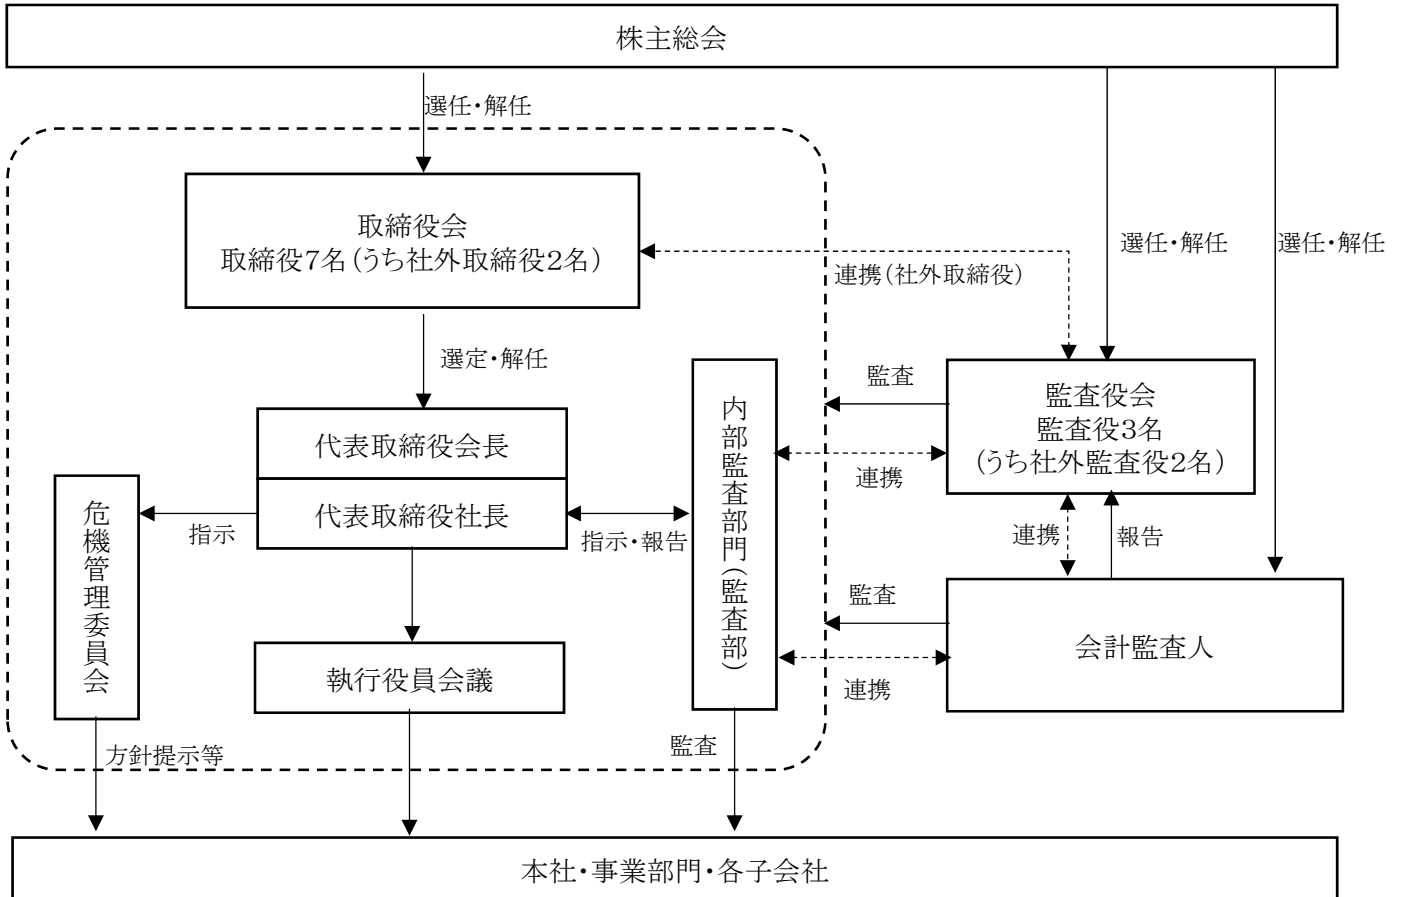 株主総会
選任・解任
取締役会
取締役7名(うち社外取締役2名)
選任・解任
選任・解任
連携(社外取締役)
選定・解任
監査
監査役会
監査役3名
(うち社外監査役2名)
代表取締役会長
代表取締役社長
内部監査部門(監査部)
連携
危機管理委員会
指示
指示・報告
連携
報告
監査
執行役員会議
会計監査人
連携
方針提示等
監査
本社・事業部門・各子会社